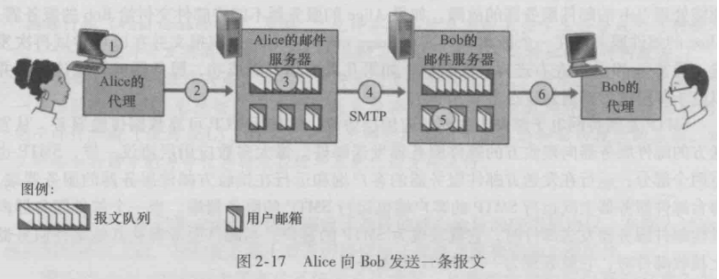 Alice的
代理
Alice的邮件
服务器
Bob的
邮件服务器
Bob的
代理
1
2
3
4
5
6
SMTP
图例:
报文队列
用户邮箱
图 2-17 Alice 向 Bob 发送一条报文